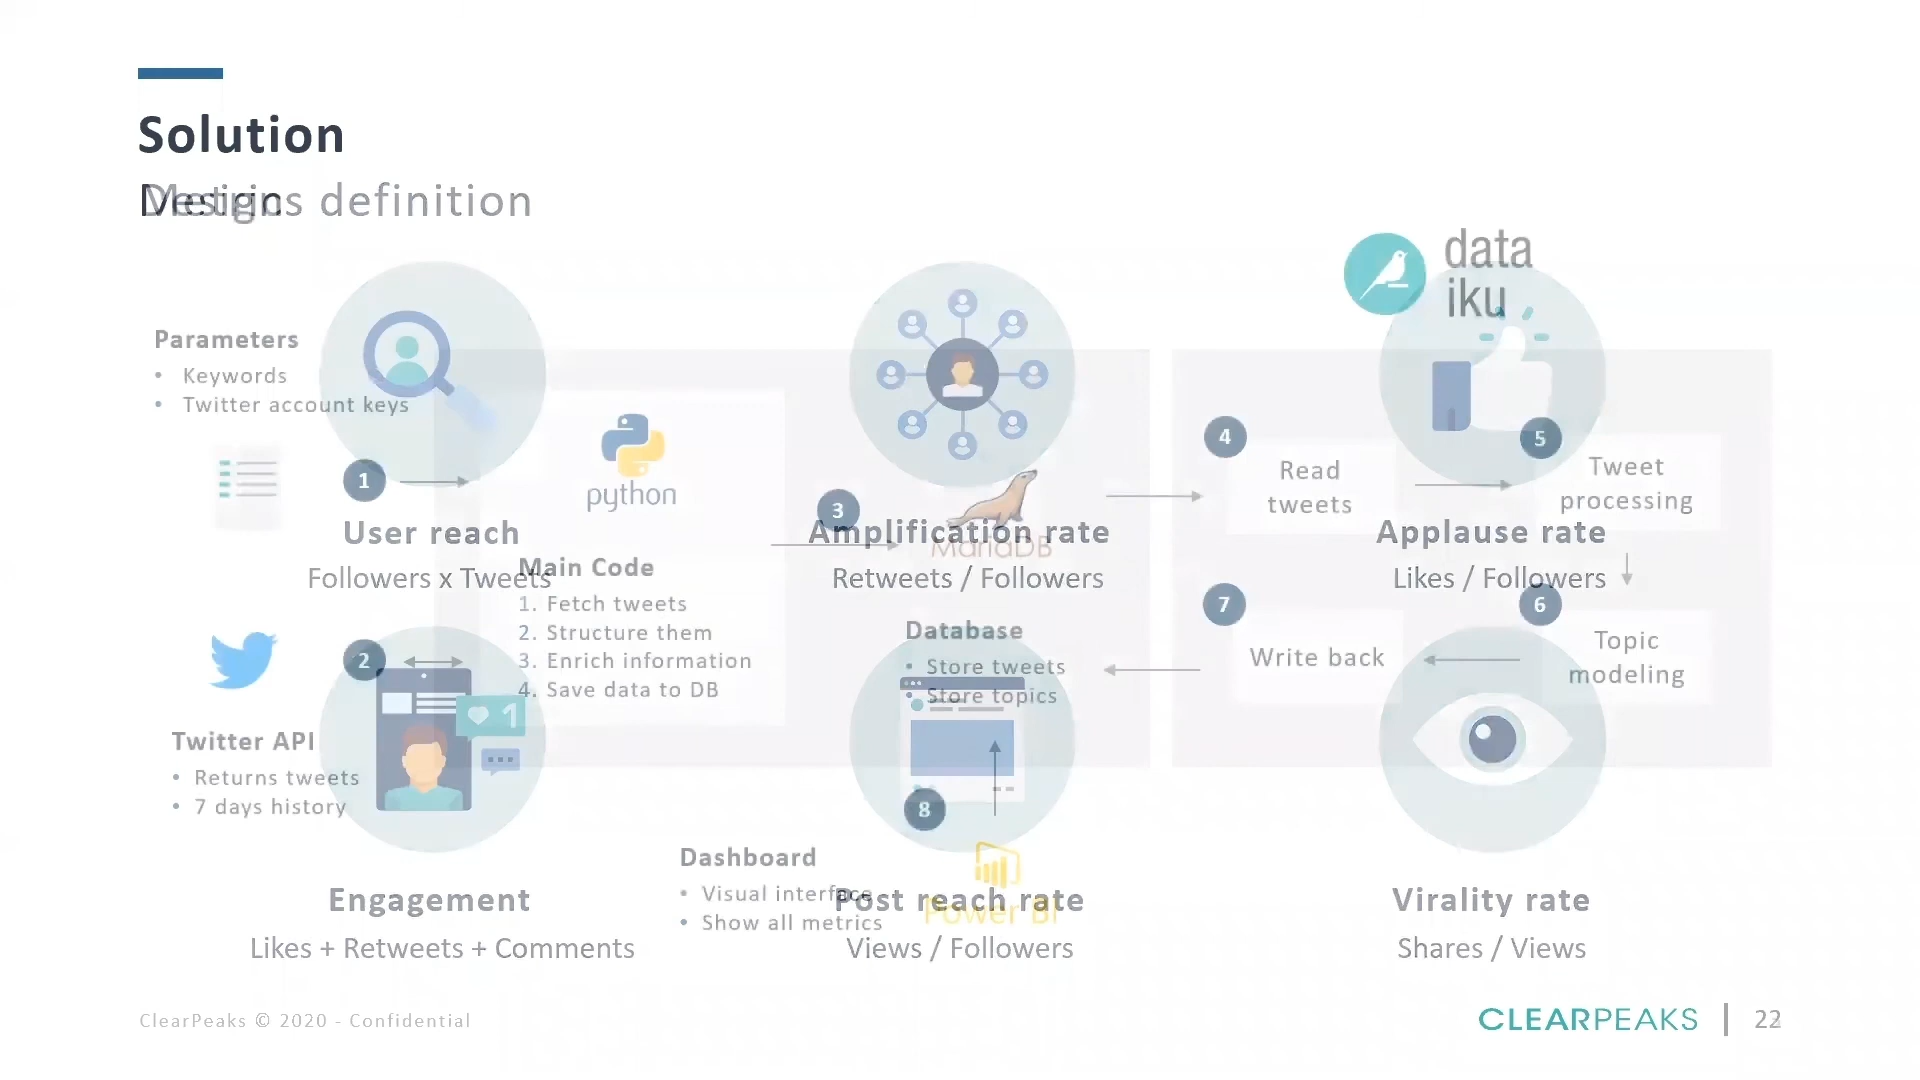 Solution
Design
Metrics definition
data
iku
Parameters
• Keywords
• Twitter account keys
1
python
3
MariaDB
4
Read
tweets
5
Tweet
processing
User reach
Followers x Tweets
Amplification rate
Retweets / Followers
Applause rate
Likes / Followers
Main Code
1. Fetch tweets
2. Structure them
3. Enrich information
4. Save data to DB
Database
• Store tweets
• Store topics
7
Write back
6
Topic
modeling
2
1
Twitter API
• Returns tweets
• 7 days history
8
Dashboard
• Visual interface
• Show all metrics
Power BI
Engagement
Likes + Retweets + Comments
Post reach rate
Views / Followers
Virality rate
Shares / Views
ClearPeaks © 2020 - Confidential
CLEARPEAKS